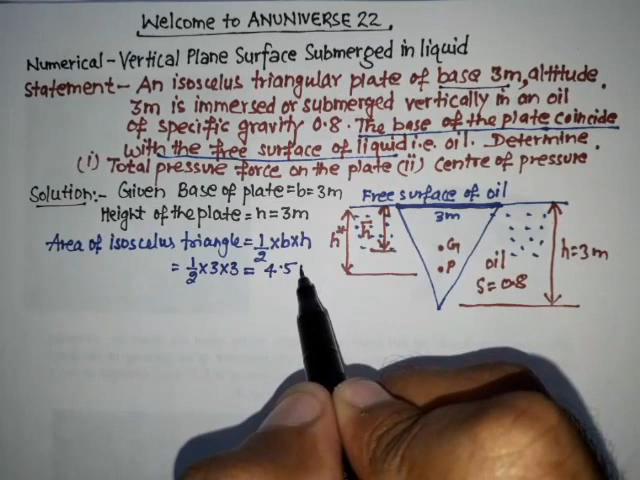 Welcome to ANUNIVERSE 22.
Numerical - Vertical Plane Surface Submerged in liquid
Statement - An isosculus triangular plate of base 3m, altitude.
3m is immersed or submerged vertically in an oil
of specific gravity 0.8. The base of the plate coincide
with the free surface of liquid i.e. oil. Determine.
(i) Total pressure force on the plate (ii) Centre of pressure
Solution:- Given Base of plate = b = 3m
Height of the plate = h = 3m
Area of isosculus triangle = 1/2 x b x h
= 1/2 x 3 x 3 = 4.5
Free surface of oil
3m
h*
h̄
G
P
oil
S = 0.8
h = 3m